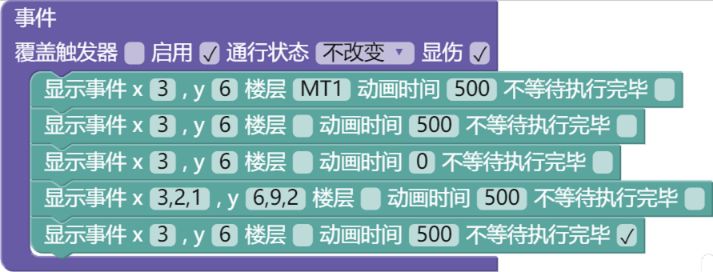 事件
覆盖触发器 启用 ✓ 通行状态 不改变 ▾ 显伤 ✓
显示事件 x 3 , y 6 楼层 MT1 动画时间 500 不等待执行完毕
显示事件 x 3 , y 6 楼层 动画时间 500 不等待执行完毕
显示事件 x 3 , y 6 楼层 动画时间 0 不等待执行完毕
显示事件 x 3,2,1 , y 6,9,2 楼层 动画时间 500 不等待执行完毕
显示事件 x 3 , y 6 楼层 动画时间 500 不等待执行完毕 ✓